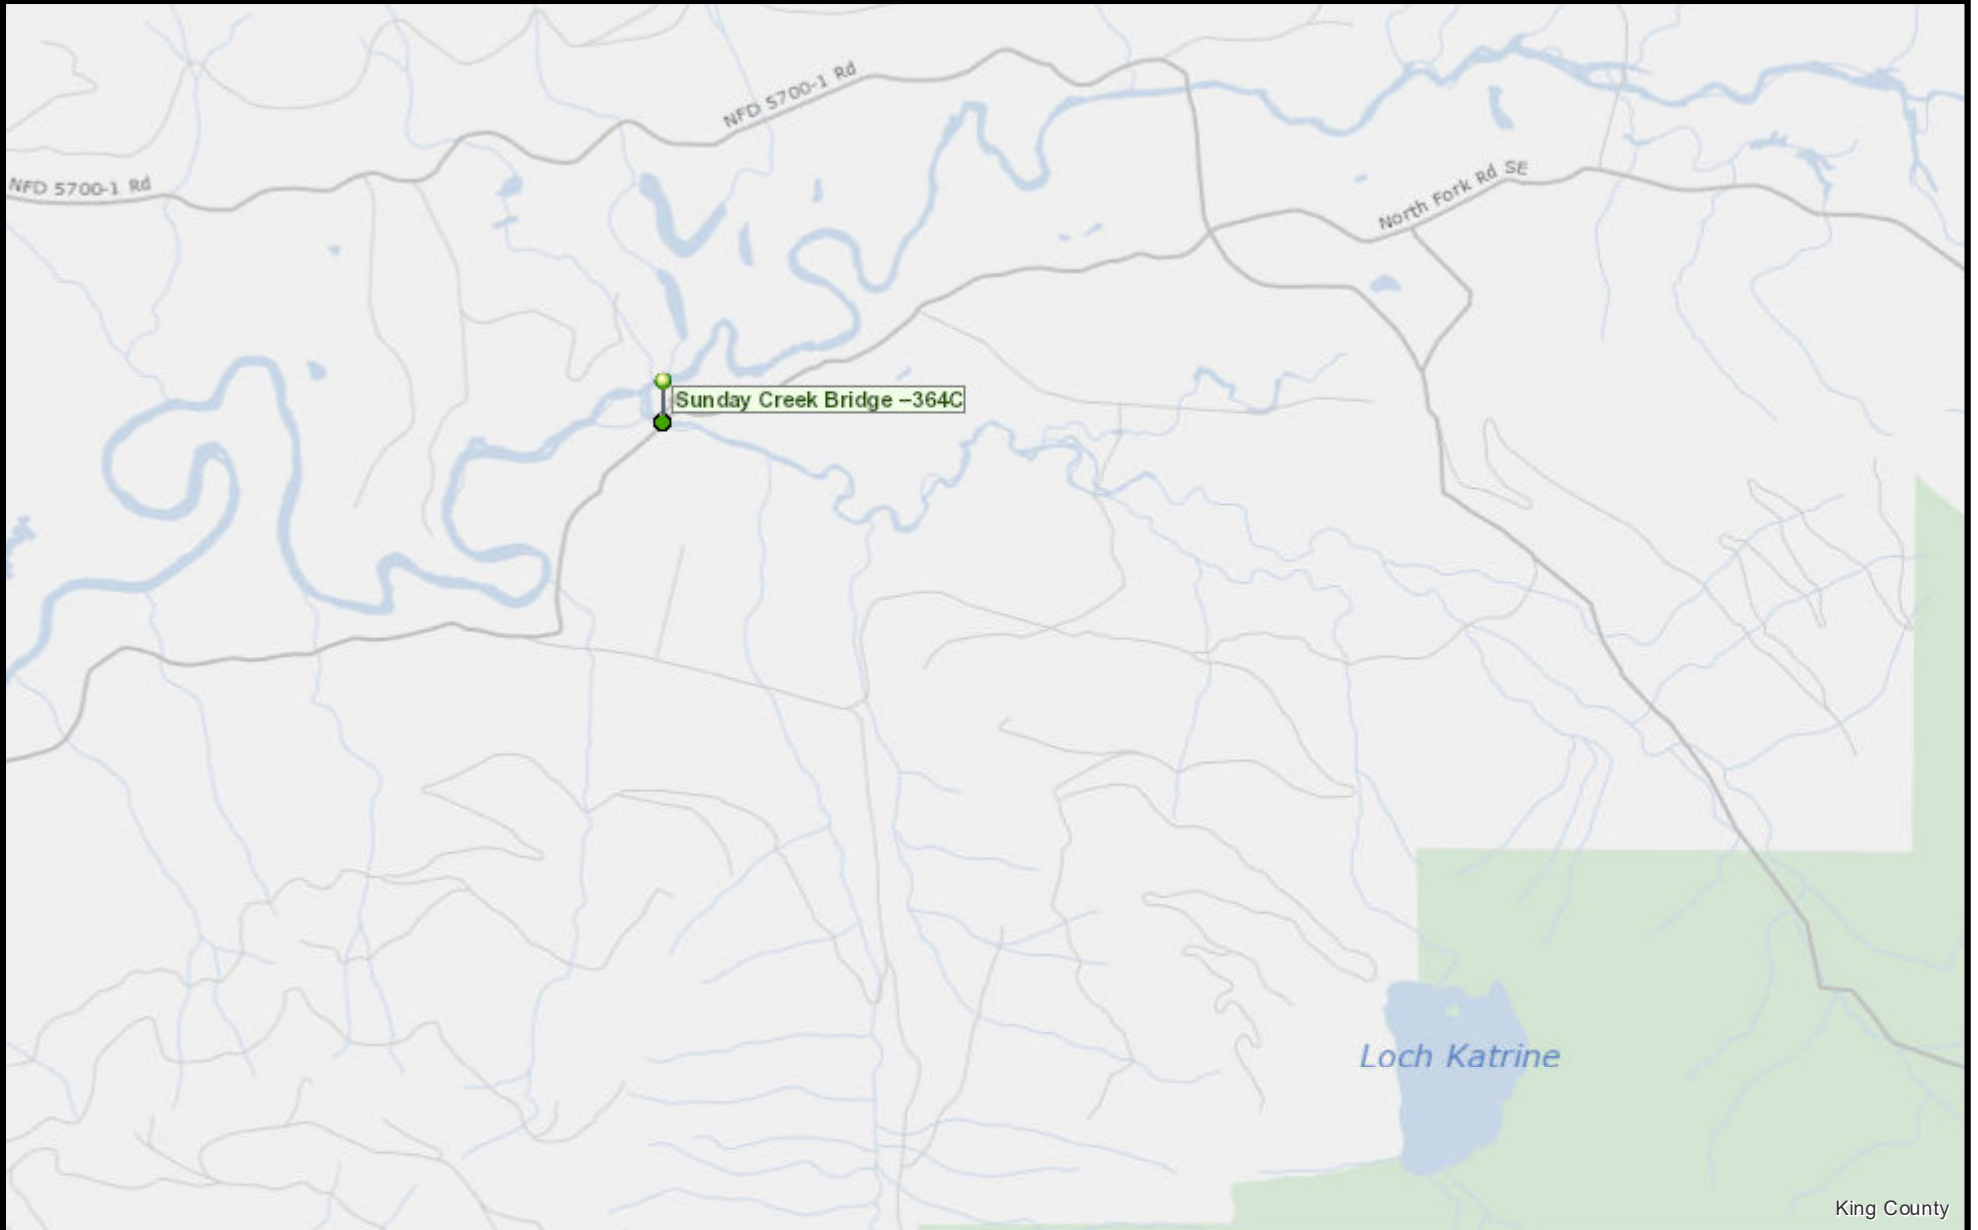 NFD 5700-1 Rd
NFD 5700-1 Rd
North Fork Rd SE
Sunday Creek Bridge –364C
Loch Katrine
King County